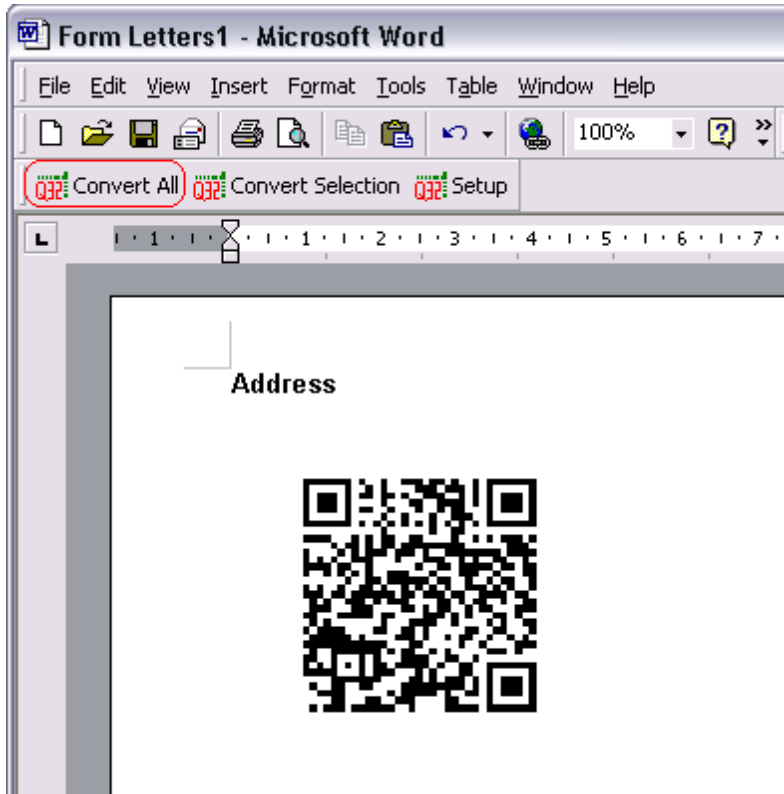 Form Letters1 - Microsoft Word
File Edit View Insert Format Tools Table Window Help
100%
Convert All Convert Selection Setup
L 1 1 2 3 4 5 6 7
Address